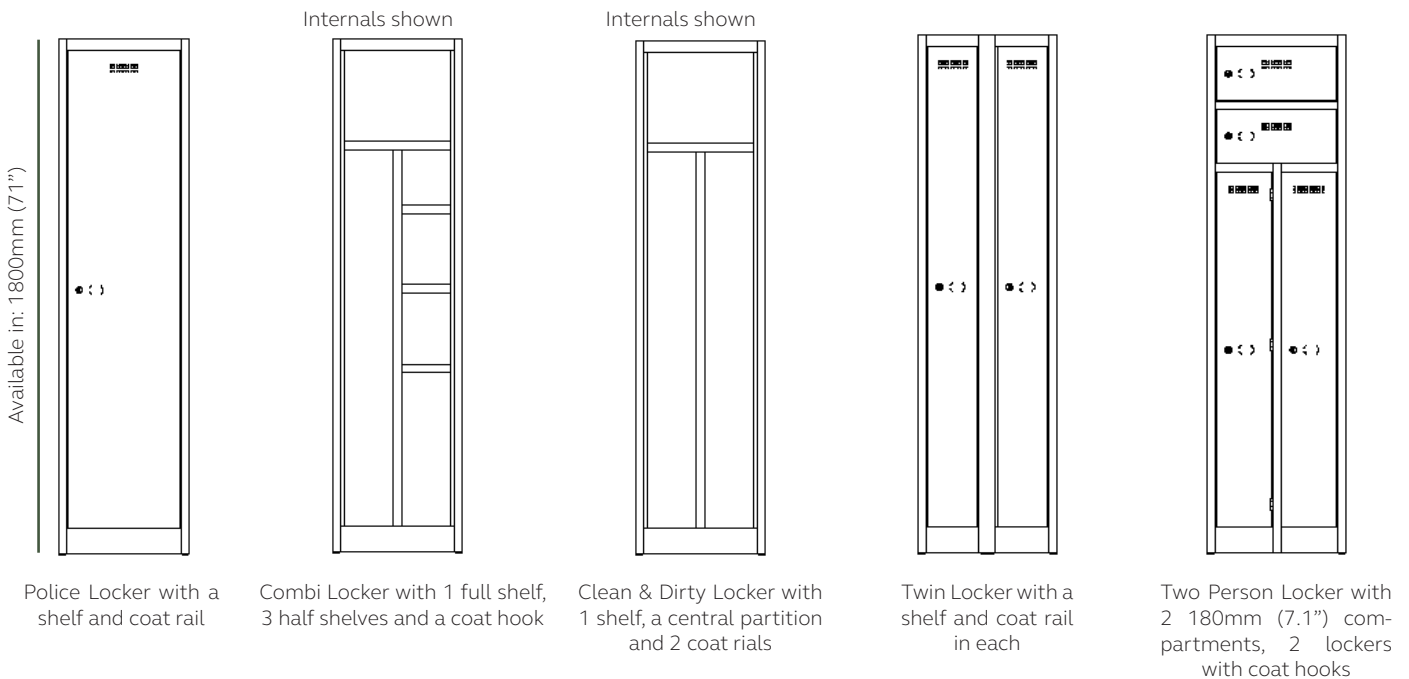 Internals shown
Internals shown
Available in: 1800mm (71”)
Police Locker with a
shelf and coat rail
Combi Locker with 1 full shelf,
3 half shelves and a coat hook
Clean & Dirty Locker with
1 shelf, a central partition
and 2 coat rials
Twin Locker with a
shelf and coat rail
in each
Two Person Locker with
2 180mm (7.1”) com-
partments, 2 lockers
with coat hooks